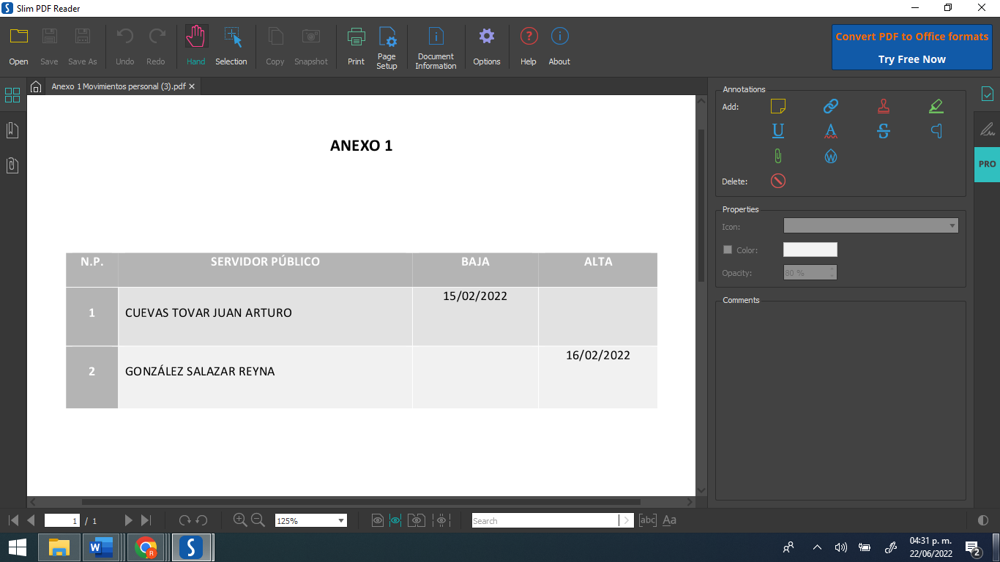 Slim PDF Reader
Open Save Save As Undo Redo Hand Selection Copy Snapshot Print Page Setup Document Information Options Help About
Convert PDF to Office formats
Try Free Now
Anexo 1 Movimientos personal (3).pdf
ANEXO 1
N.P. SERVIDOR PÚBLICO BAJA ALTA
1 CUEVAS TOVAR JUAN ARTURO 15/02/2022
2 GONZÁLEZ SALAZAR REYNA 16/02/2022
Annotations
Add:
Delete:
PRO
Properties
Icon:
Color:
Opacity: 80 %
Comments
1 / 1 125% Search [abc] Aa
04:31 p. m.
22/06/2022
2